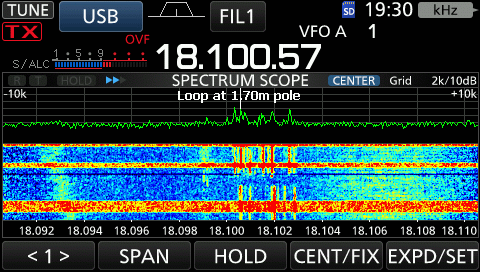 TUNE USB FIL1 SD 19:30 kHz
TX VFO A 1
OVF
S/ALC 1 5 9 18.100.57
R T HOLD SPECTRUM SCOPE CENTER Grid 2k/10dB
-10k Loop at 1.70m pole +10k
18.092 18.094 18.096 18.098 18.100 18.102 18.104 18.106 18.108 18.110
< 1 > SPAN HOLD CENT/FIX EXPD/SET